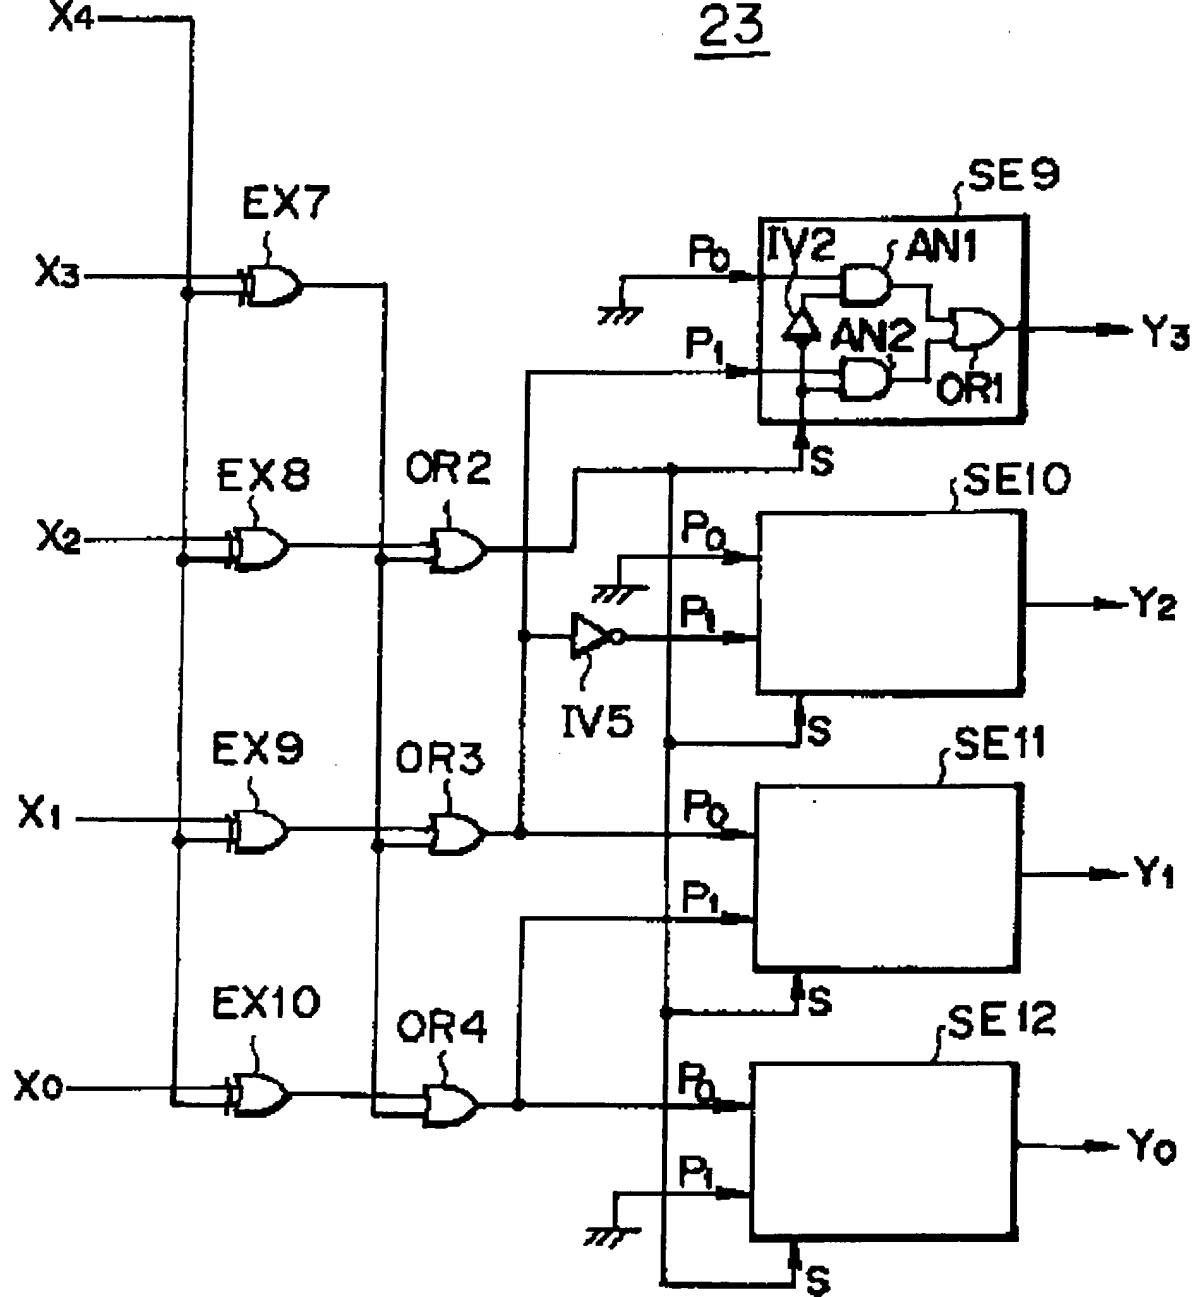 X4
23
SE9
EX7
P0
IV2
AN1
X3
AN2
Y3
P1
OR1
S
EX8
OR2
SE10
X2
P0
Y2
P1
IV5
S
EX9
OR3
SE11
X1
P0
Y1
P1
EX10
OR4
S
SE12
X0
P0
Y0
P1
S